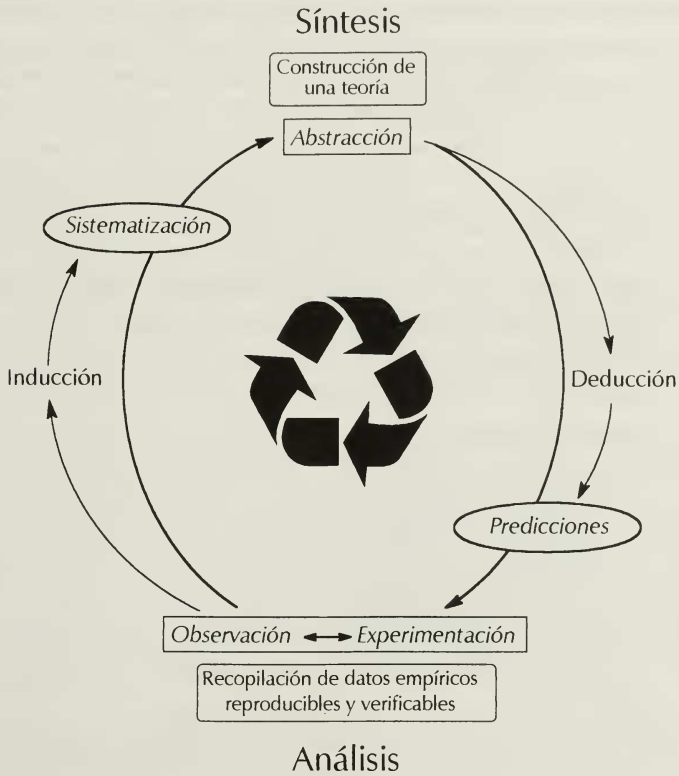 Síntesis
Construcción de
una teoría
Abstracción
Sistematización
Inducción
Deducción
Predicciones
Observación ↔ Experimentación
Recopilación de datos empíricos
reproducibles y verificables
Análisis